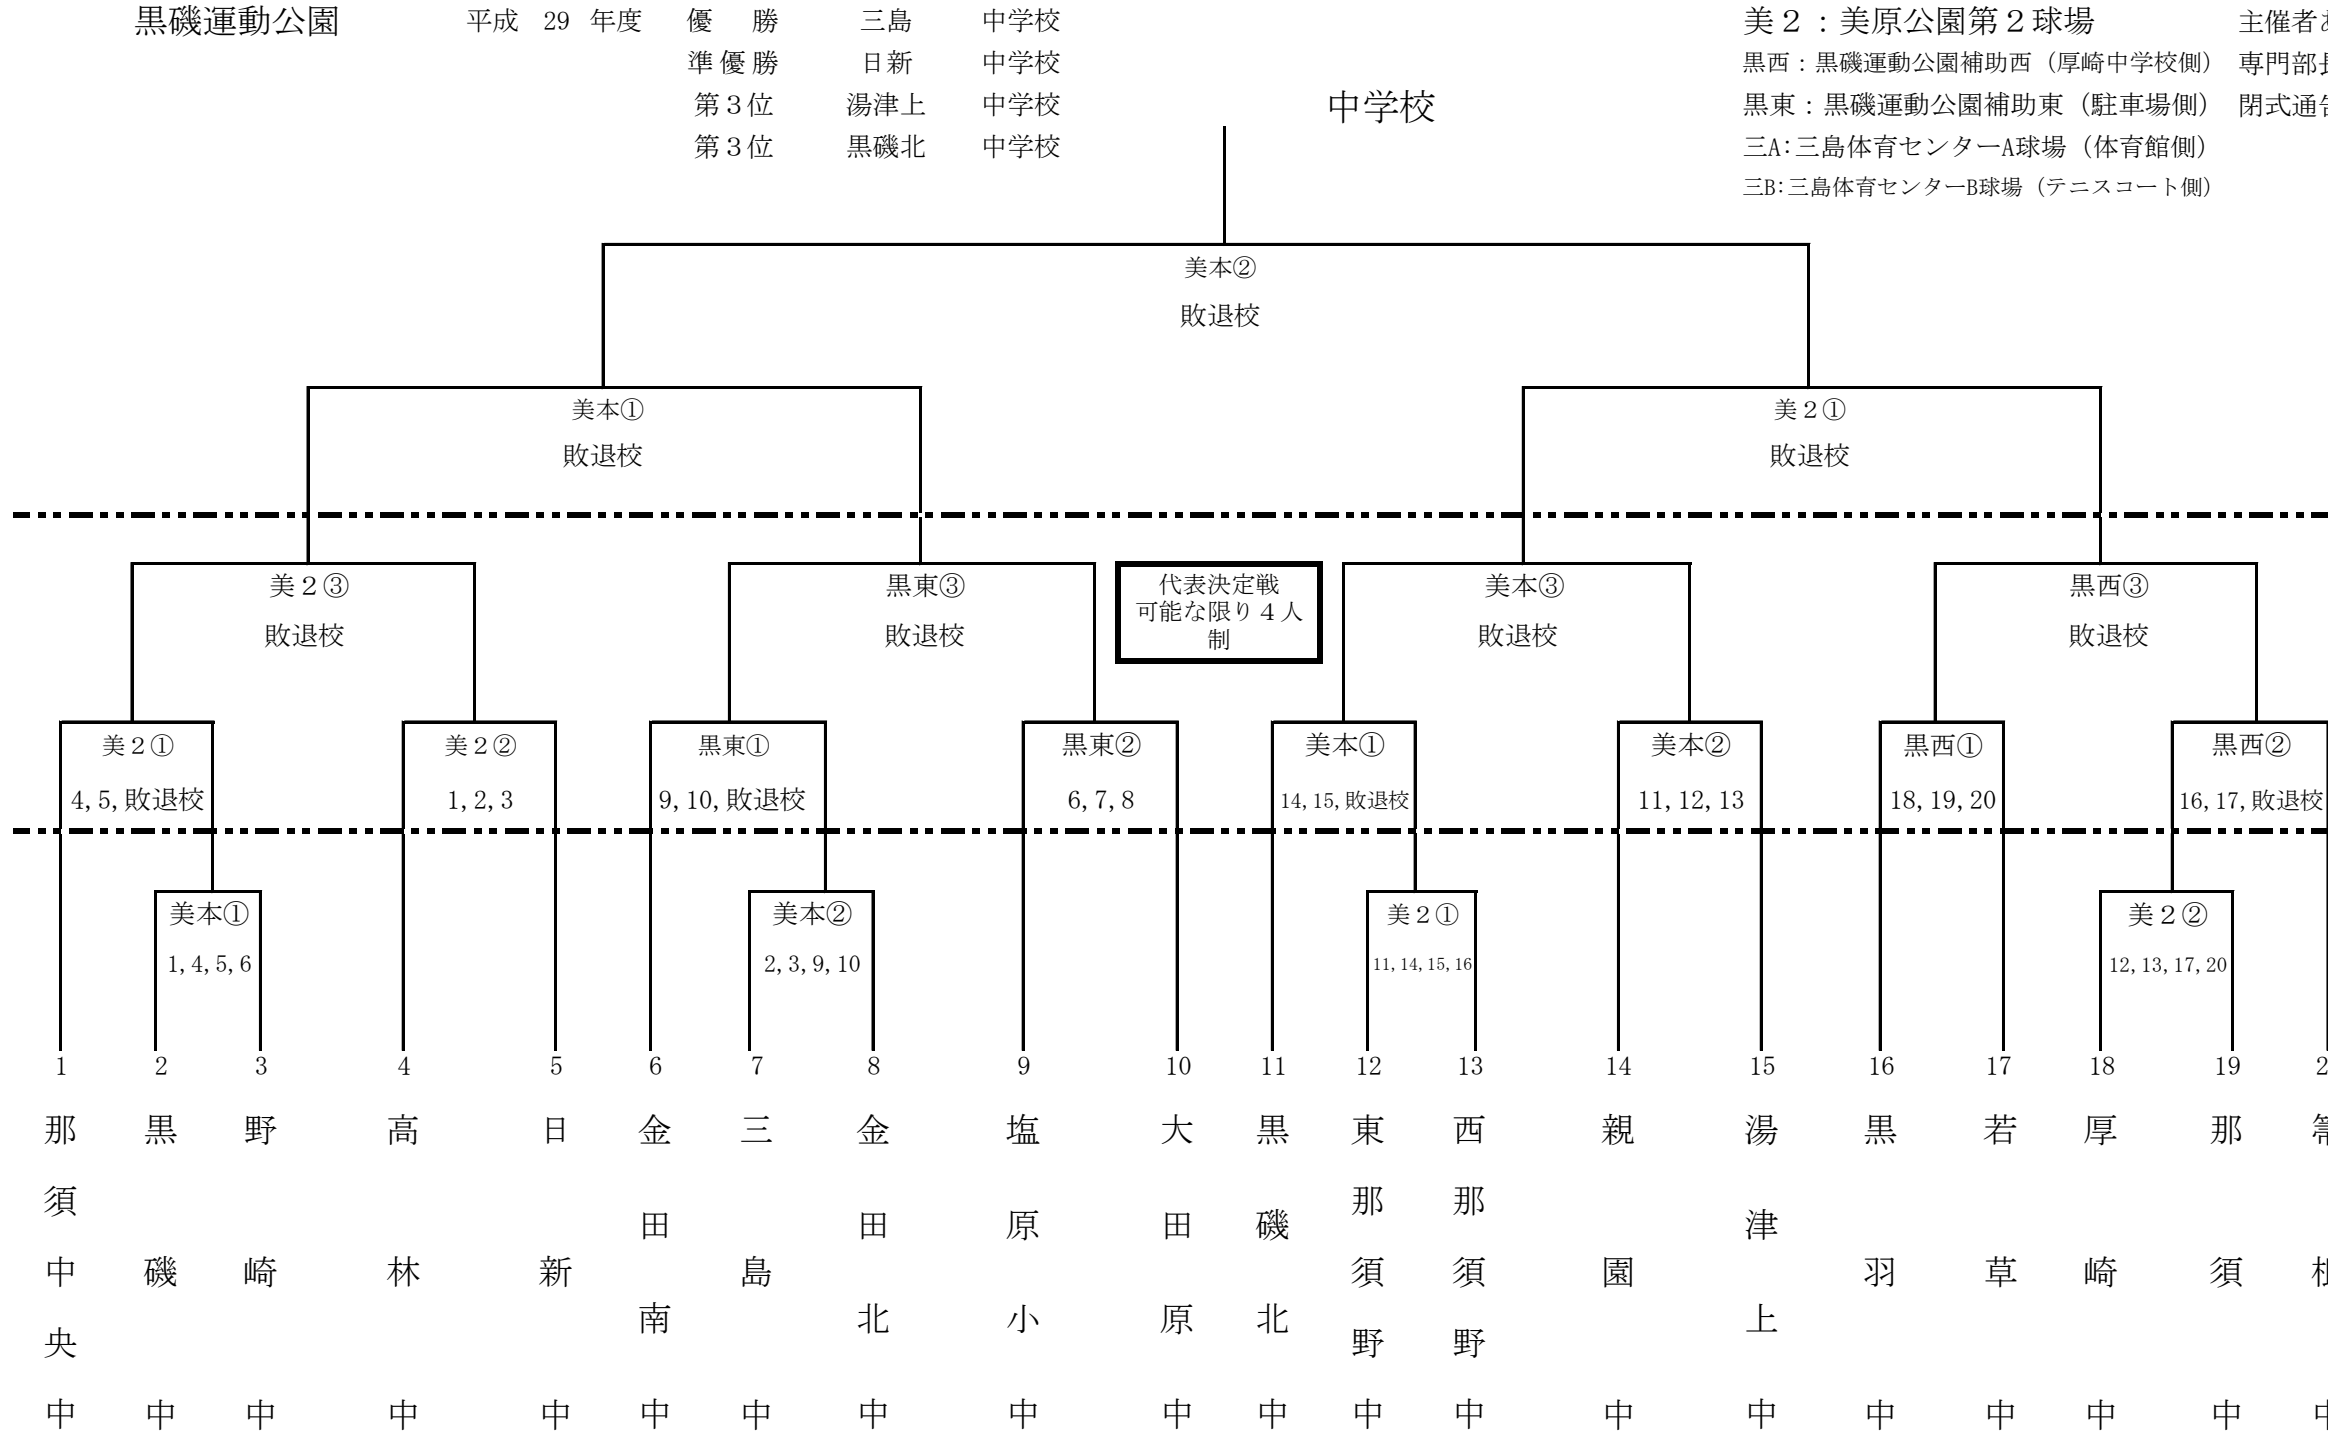 黒磯運動公園 平成 29 年度 優 勝 三島 中学校 美２：美原公園第２球場 主催者
準優勝 日新 中学校 黒西：黒磯運動公園補助西（厚崎中学校側） 専門部長
第３位 湯津上 中学校 中学校 黒東：黒磯運動公園補助東（駐車場側） 閉式通告
第３位 黒磯北 中学校 三A:三島体育センターA球場（体育館側）
三B:三島体育センターB球場（テニスコート側）
美本②
敗退校
美本① 美２①
敗退校 敗退校
美２③ 黒東③ 美本③ 黒西③
敗退校 敗退校 敗退校 敗退校
代表決定戦
可能な限り４人
制
美２① 美２② 黒東① 黒東② 美本① 美本② 黒西① 黒西②
4,5,敗退校 1,2,3 9,10,敗退校 6,7,8 14,15,敗退校 11,12,13 18,19,20 16,17,敗退校
美本① 美本② 美２① 美２②
1,4,5,6 2,3,9,10 11,14,15,16 12,13,17,20
1 2 3 4 5 6 7 8 9 10 11 12 13 14 15 16 17 18 19 2
那須中央中
黒磯中
野崎中
高林中
日新中
金田南中
三島中
金田北中
塩原小中
大田原中
黒磯北中
東那須野中
西那須野中
親園中
湯津上中
黒羽中
若草中
厚崎中
那須中
箒根中